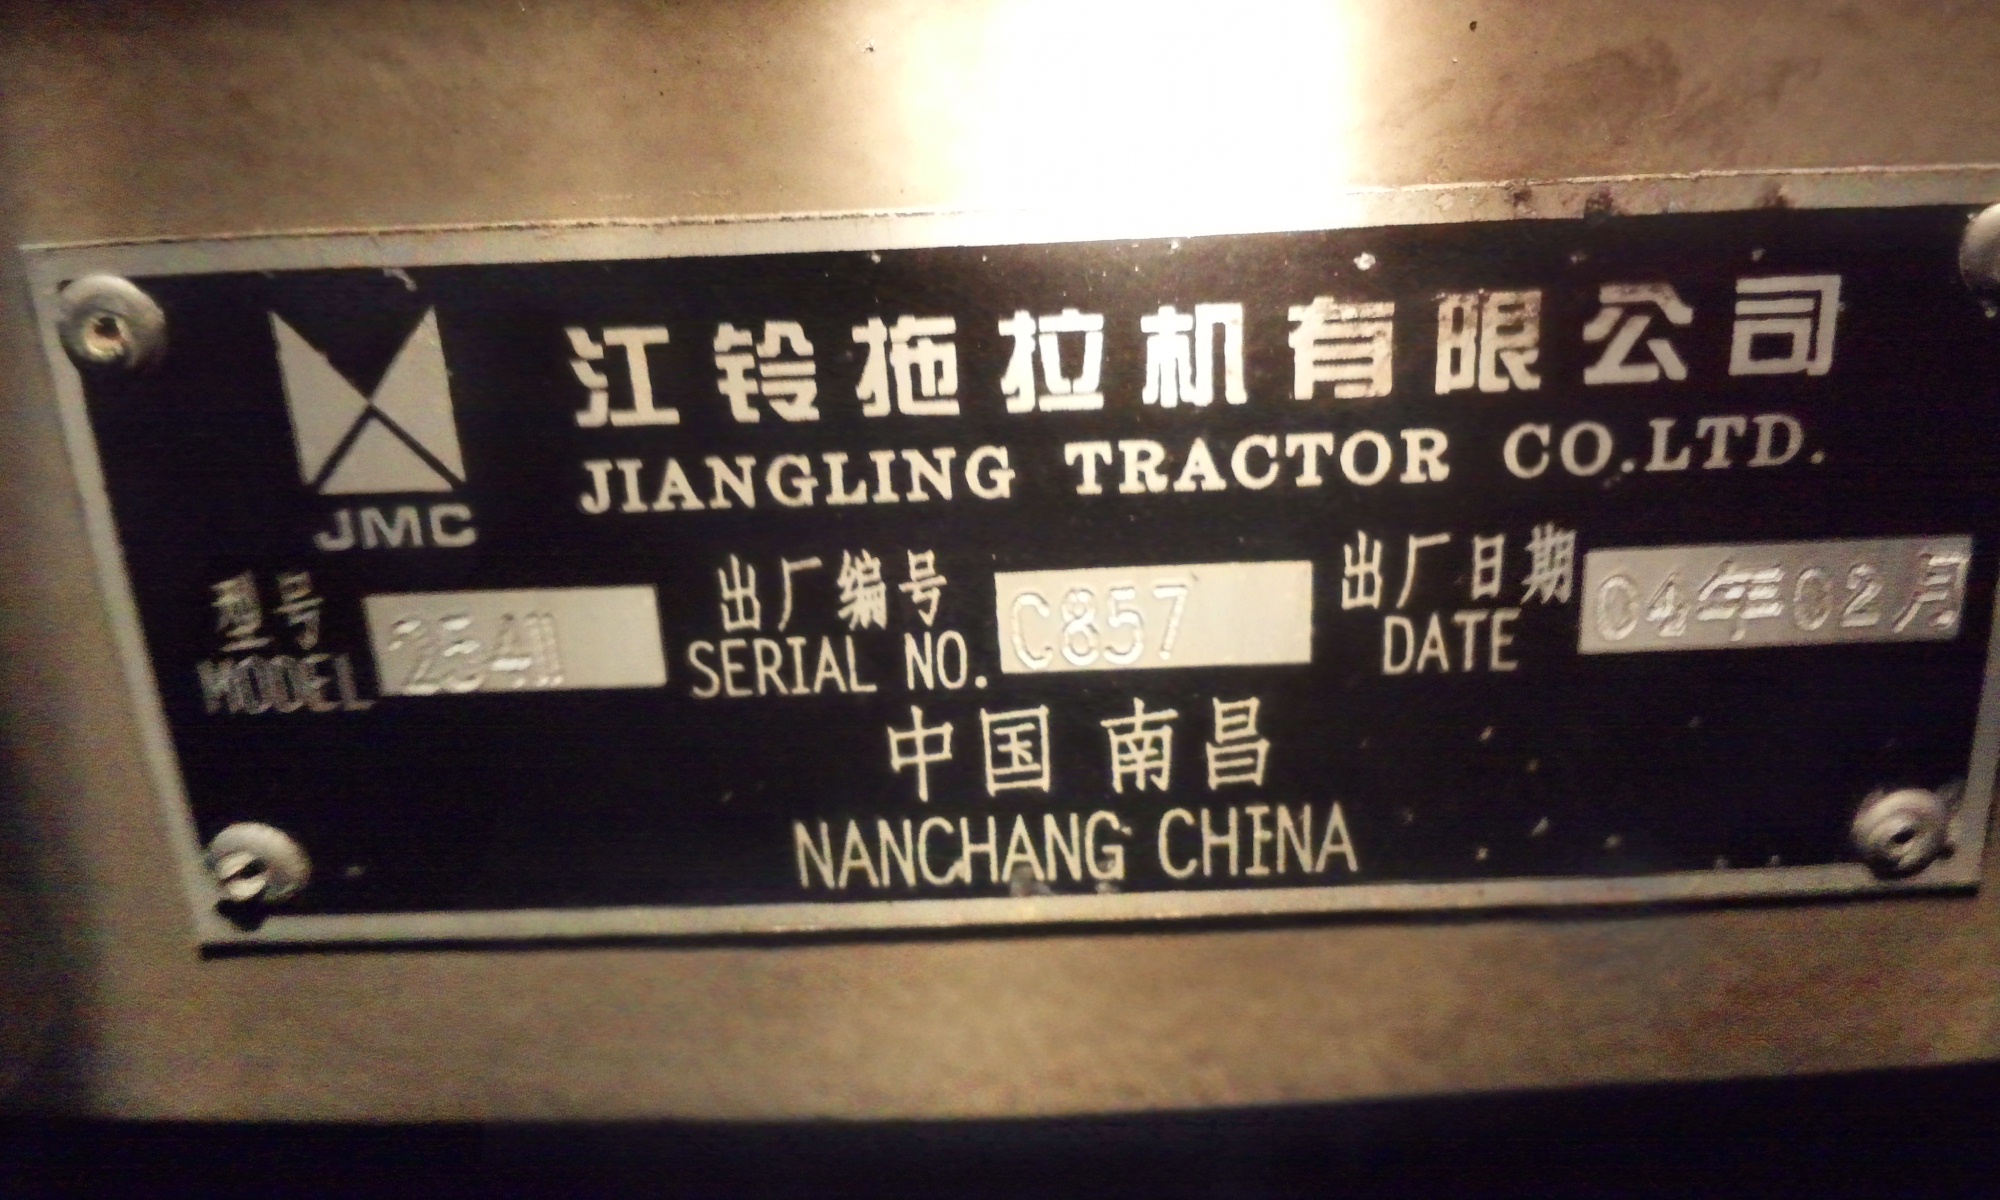 江铃拖拉机有限公司
JIANGLING TRACTOR CO.LTD.
JMC
型号 出厂编号 C857 出厂日期 04年02月
MODEL SERIAL NO. DATE
中国 南昌
NANCHANG CHINA